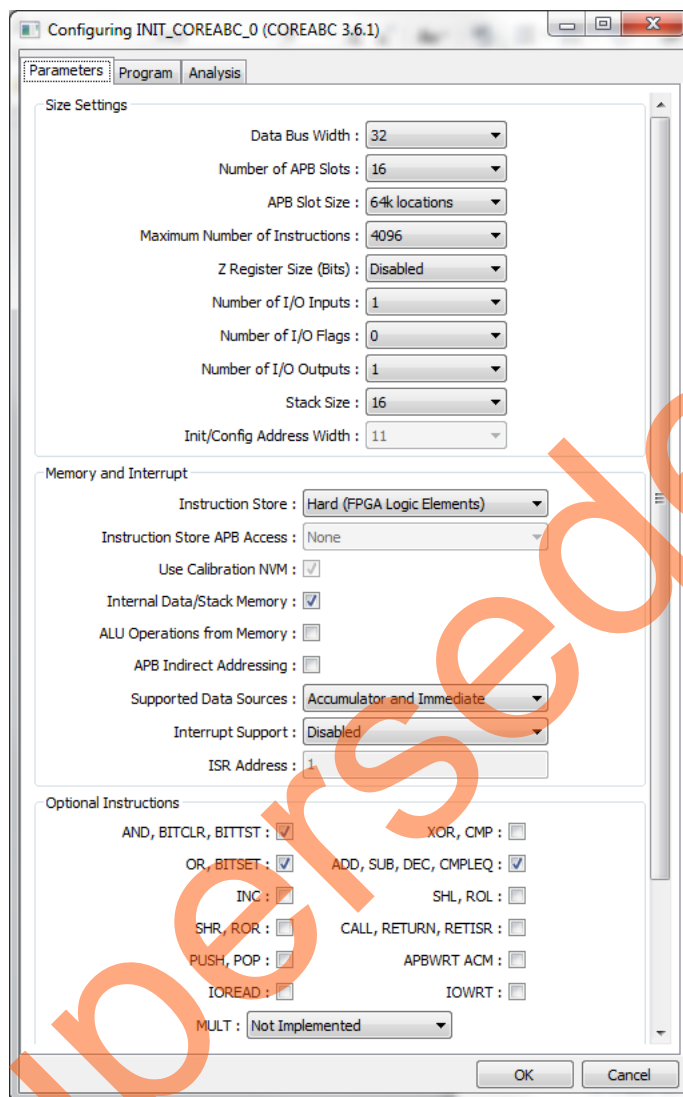 Configuring INIT_COREABC_0 (COREABC 3.6.1)
Parameters Program Analysis
Size Settings
Data Bus Width : 32
Number of APB Slots : 16
APB Slot Size : 64k locations
Maximum Number of Instructions : 4096
Z Register Size (Bits) : Disabled
Number of I/O Inputs : 1
Number of I/O Flags : 0
Number of I/O Outputs : 1
Stack Size : 16
Init/Config Address Width : 11
Memory and Interrupt
Instruction Store : Hard (FPGA Logic Elements)
Instruction Store APB Access : None
Use Calibration NVM :
Internal Data/Stack Memory :
ALU Operations from Memory :
APB Indirect Addressing :
Supported Data Sources : Accumulator and Immediate
Interrupt Support : Disabled
ISR Address : 1
Optional Instructions
AND, BITCLR, BITTST : XOR, CMP :
OR, BITSET : ADD, SUB, DEC, CMPLEQ :
INC : SHL, ROL :
SHR, ROR : CALL, RETURN, RETISR :
PUSH, POP : APBWRT ACM :
IOREAD : IOWRT :
MULT : Not Implemented
OK Cancel